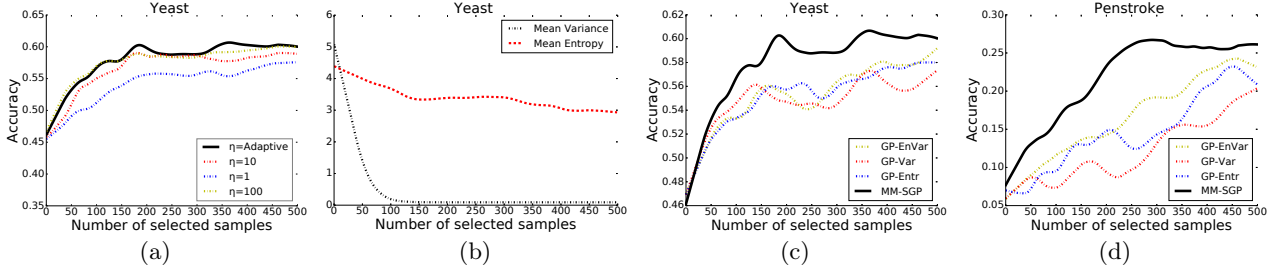 Yeast
Accuracy
0.65
0.60
0.55
0.50
0.45
0.40
0.35
η=Adaptive
η=10
η=1
η=100
0 50 100 150 200 250 300 350 400 450 500
Number of selected samples
(a)
Yeast
6
5
4
3
2
1
0
Mean Variance
Mean Entropy
0 50 100 150 200 250 300 350 400 450 500
Number of selected samples
(b)
Yeast
Accuracy
0.62
0.60
0.58
0.56
0.54
0.52
0.50
0.48
0.46
GP-EnVar
GP-Var
GP-Entr
MM-SGP
0 50 100 150 200 250 300 350 400 450 500
Number of selected samples
(c)
Penstroke
Accuracy
0.30
0.25
0.20
0.15
0.10
0.05
GP-EnVar
GP-Var
GP-Entr
MM-SGP
0 50 100 150 200 250 300 350 400 450 500
Number of selected samples
(d)